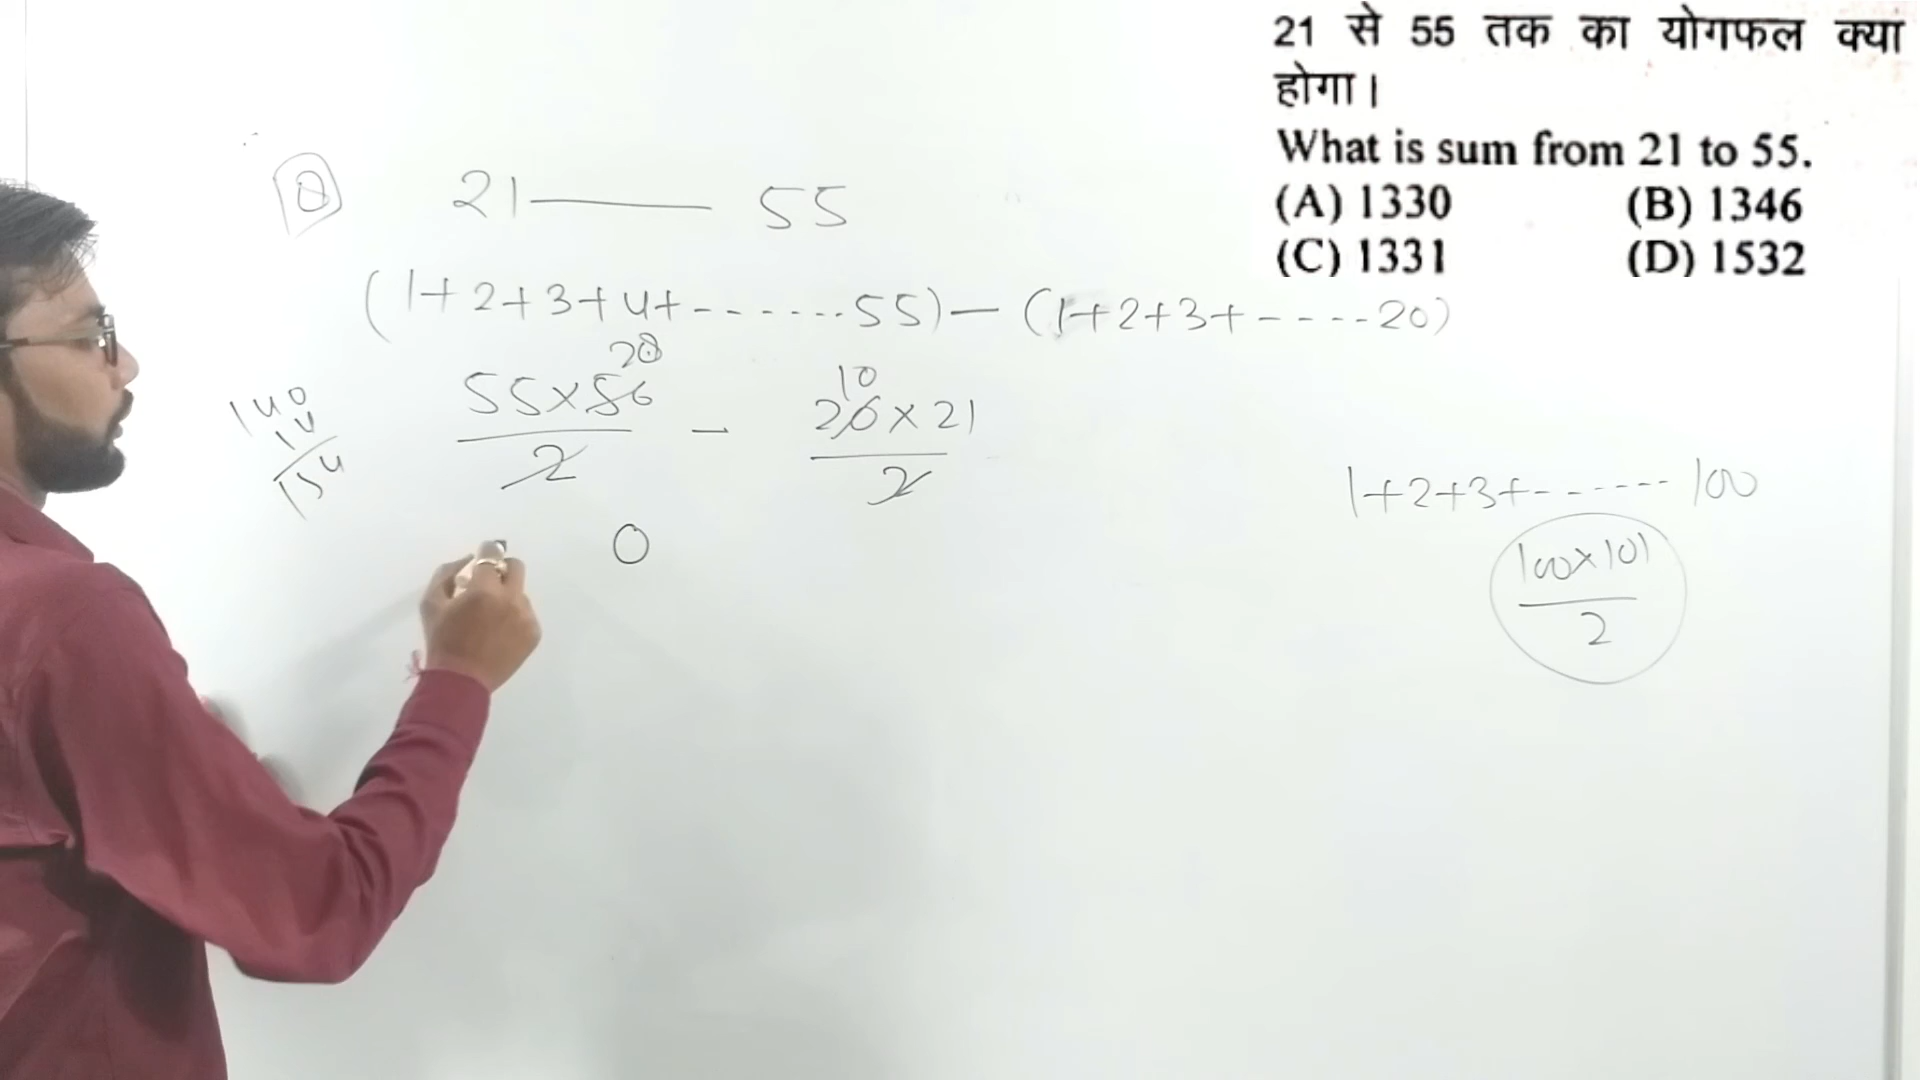 21 से 55 तक का योगफल क्या
होगा।
What is sum from 21 to 55.
(A) 1330 (B) 1346
(C) 1331 (D) 1532
Q 21 —— 55
(1+2+3+4+-------55) — (1+2+3+----20)
28 10
55×56 - 20×21
2 2
0
140
14
154
1+2+3+------100
100×101
2